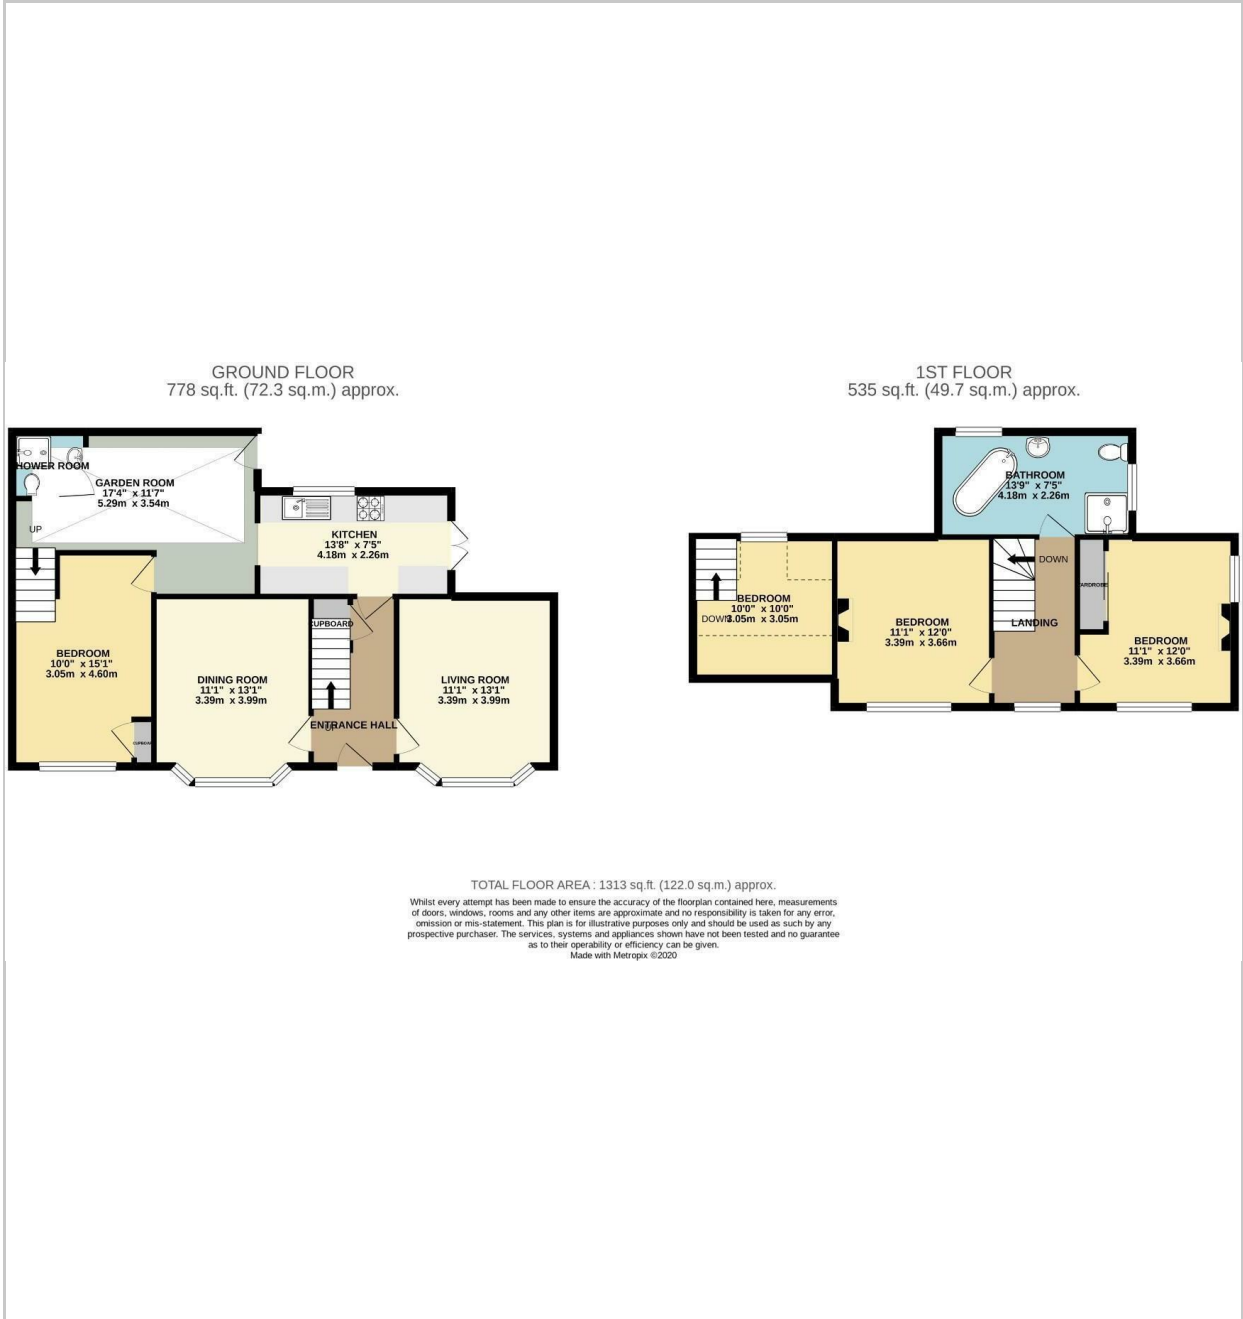 GROUND FLOOR
778 sq.ft. (72.3 sq.m.) approx.
HOWER ROOM
GARDEN ROOM
17'4" x 11'7"
5.29m x 3.54m
UP
KITCHEN
13'8" x 7'5"
4.18m x 2.26m
BEDROOM
10'0" x 15'1"
3.05m x 4.60m
DINING ROOM
11'1" x 13'1"
3.39m x 3.99m
CUPBOARD
UP
ENTRANCE HALL
LIVING ROOM
11'1" x 13'1"
3.39m x 3.99m
1ST FLOOR
535 sq.ft. (49.7 sq.m.) approx.
BATHROOM
13'9" x 7'5"
4.18m x 2.26m
BEDROOM
10'0" x 10'0"
3.05m x 3.05m
DOWN
BEDROOM
11'1" x 12'0"
3.39m x 3.66m
DOWN
LANDING
ARDROBE
BEDROOM
11'1" x 12'0"
3.39m x 3.66m
TOTAL FLOOR AREA : 1313 sq.ft. (122.0 sq.m.) approx.
Whilst every attempt has been made to ensure the accuracy of the floorplan contained here, measurements
of doors, windows, rooms and any other items are approximate and no responsibility is taken for any error,
omission or mis-statement. This plan is for illustrative purposes only and should be used as such by any
prospective purchaser. The services, systems and appliances shown have not been tested and no guarantee
as to their operability or efficiency can be given.
Made with Metropix ©2020